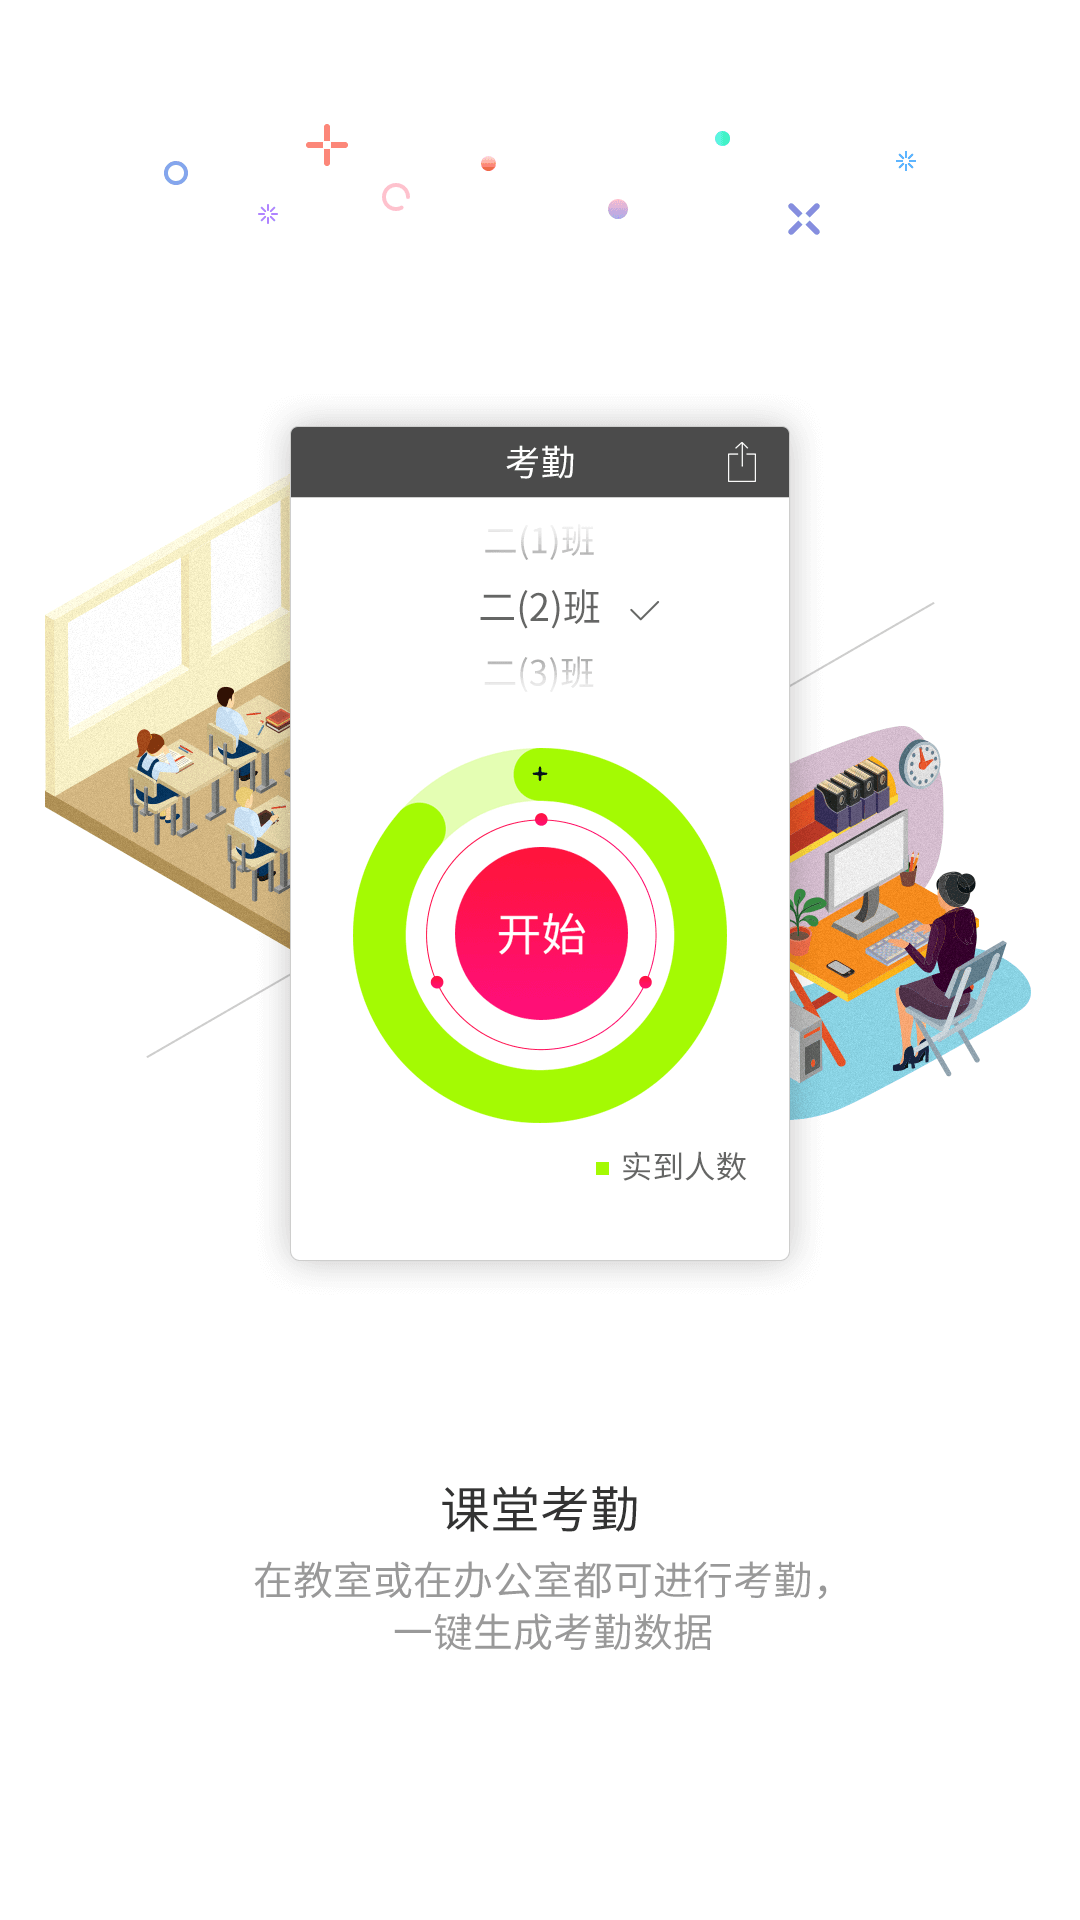 考勤
二(1)班
二(2)班
二(3)班
开始
实到人数
课堂考勤
在教室或在办公室都可进行考勤，
一键生成考勤数据